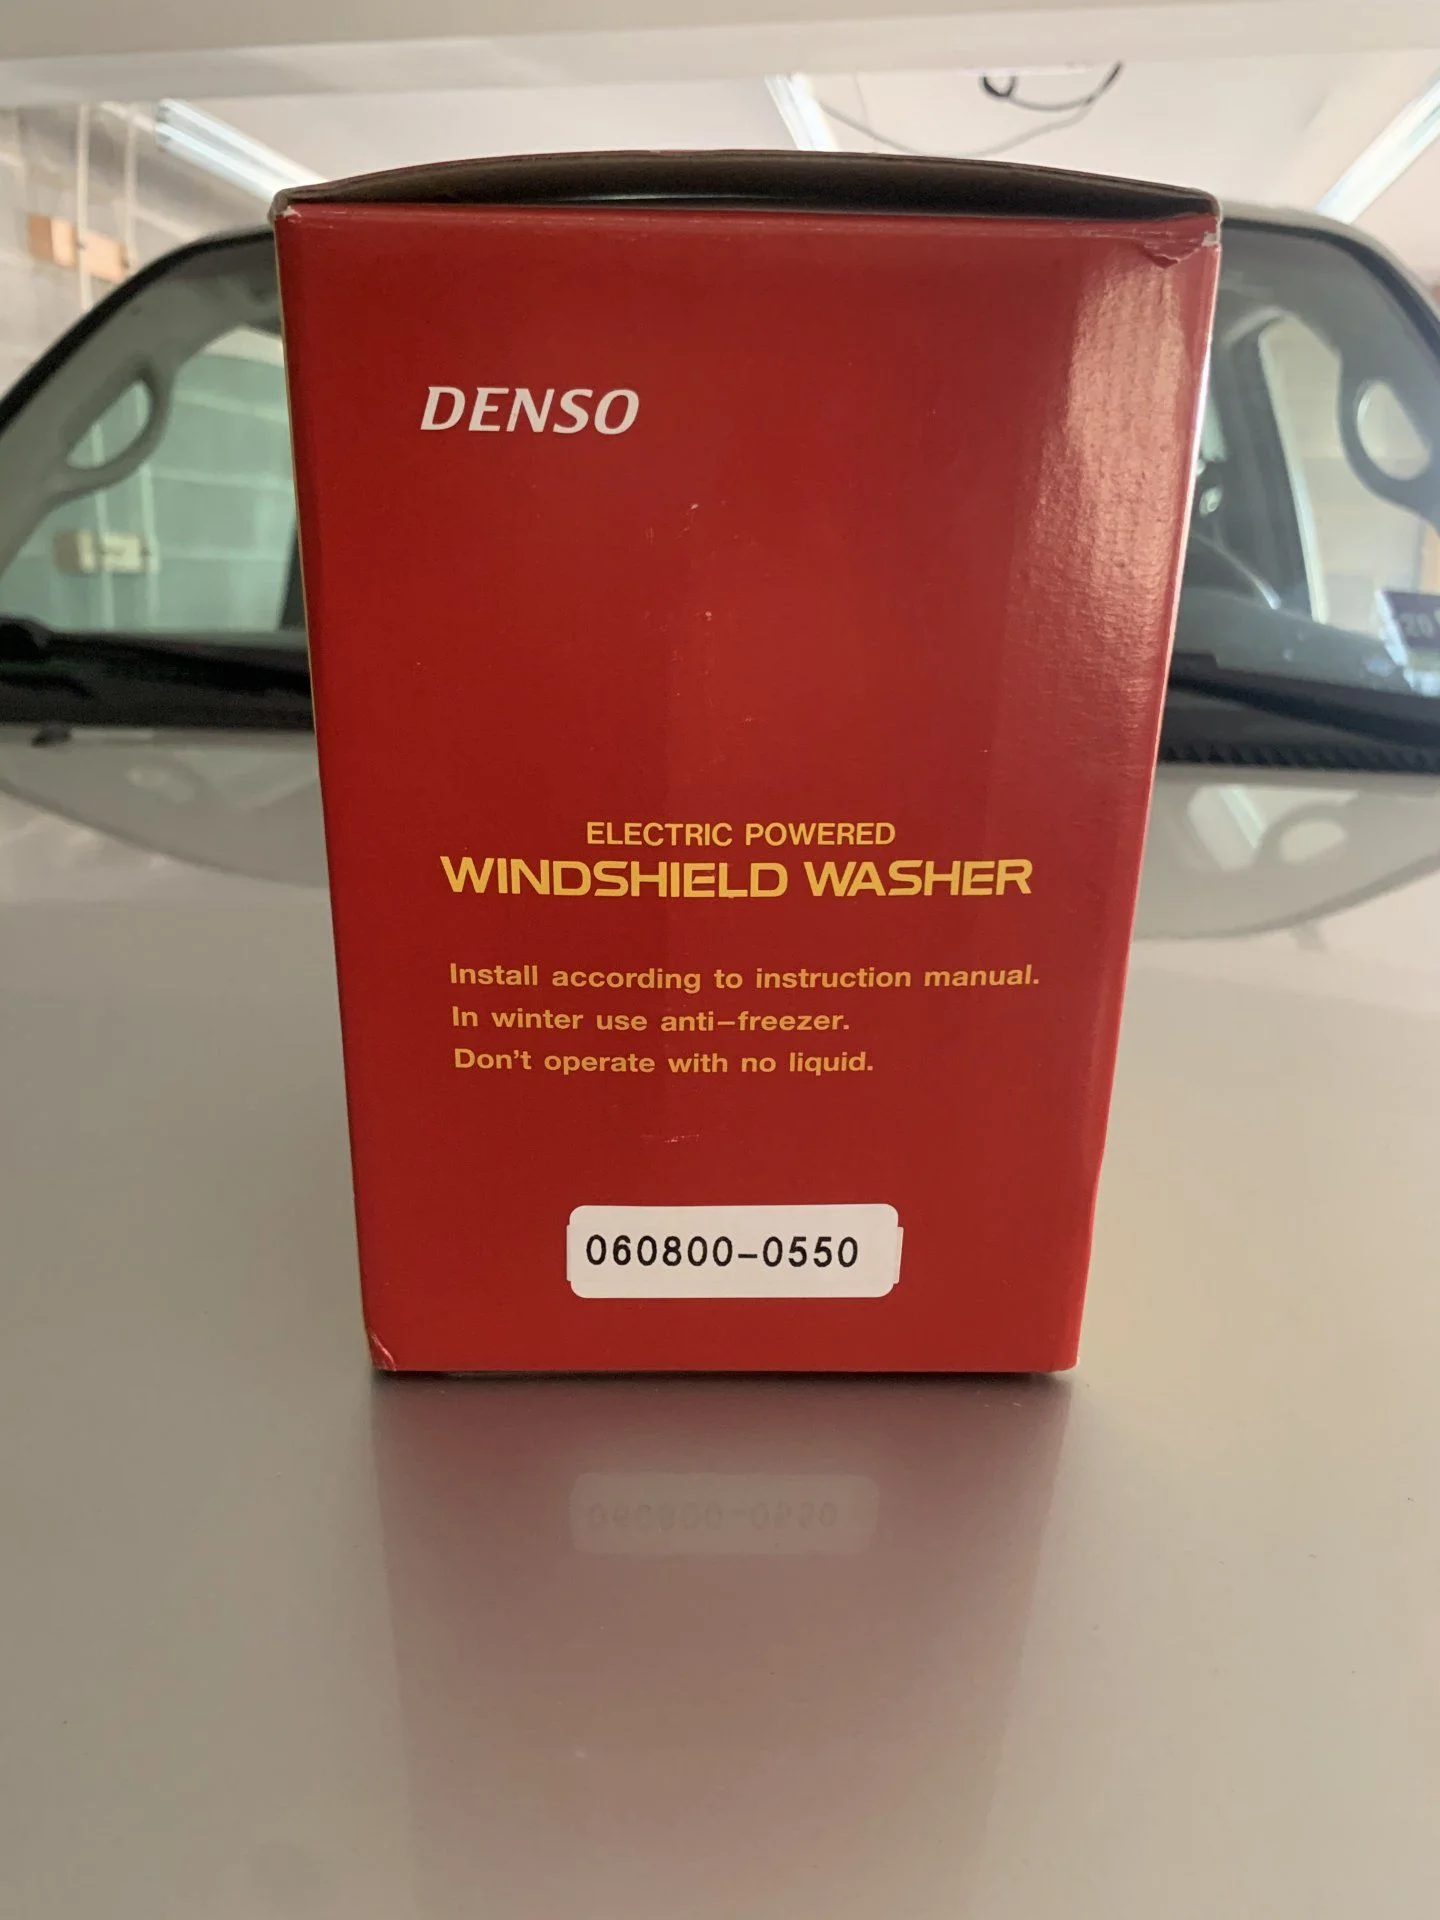 DENSO
ELECTRIC POWERED
WINDSHIELD WASHER
Install according to instruction manual.
In winter use anti-freezer.
Don't operate with no liquid.
060800-0550
20